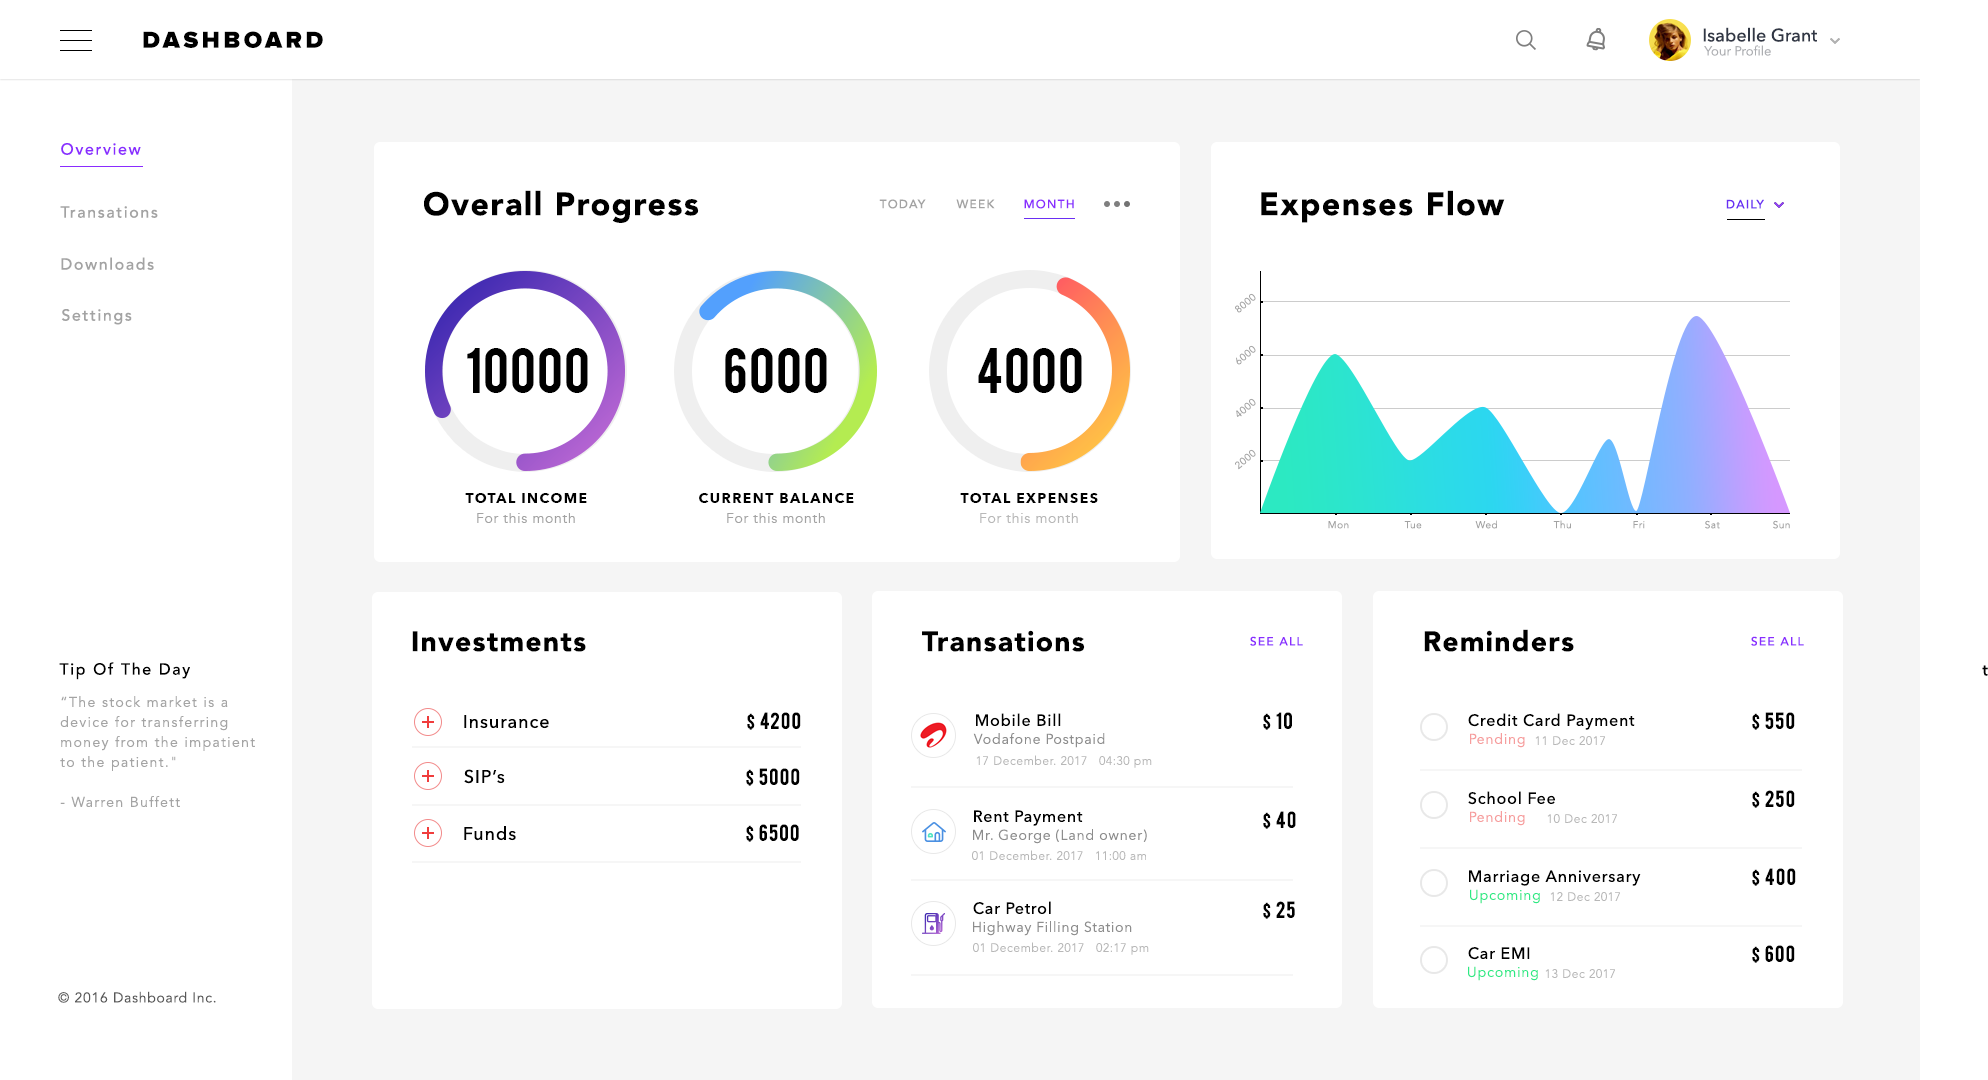 DASHBOARD
Isabelle Grant
Your Profile
Overview
Transations
Downloads
Settings
Tip Of The Day
“The stock market is a
device for transferring
money from the impatient
to the patient."
- Warren Buffett
© 2016 Dashboard Inc.
Overall Progress
TODAY WEEK MONTH
10000 6000 4000
TOTAL INCOME CURRENT BALANCE TOTAL EXPENSES
For this month For this month For this month
Expenses Flow
DAILY
8000
6000
4000
2000
Mon Tue Wed Thu Fri Sat Sun
Investments
Insurance $ 4200
SIP’s $ 5000
Funds $ 6500
Transations SEE ALL
Mobile Bill $ 10
Vodafone Postpaid
17 December. 2017 04:30 pm
Rent Payment $ 40
Mr. George (Land owner)
01 December. 2017 11:00 am
Car Petrol $ 25
Highway Filling Station
01 December. 2017 02:17 pm
Reminders SEE ALL
Credit Card Payment $ 550
Pending 11 Dec 2017
School Fee $ 250
Pending 10 Dec 2017
Marriage Anniversary $ 400
Upcoming 12 Dec 2017
Car EMI $ 600
Upcoming 13 Dec 2017
t